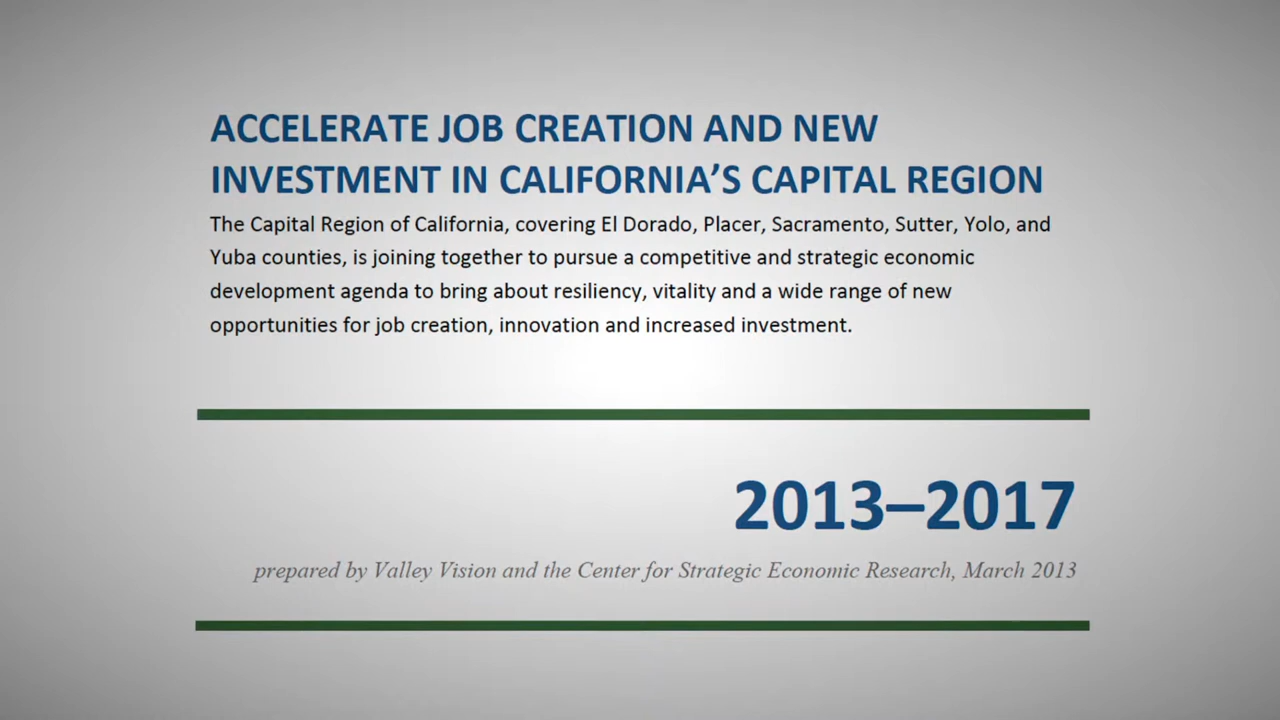 ACCELERATE JOB CREATION AND NEW
INVESTMENT IN CALIFORNIA’S CAPITAL REGION
The Capital Region of California, covering El Dorado, Placer, Sacramento, Sutter, Yolo, and
Yuba counties, is joining together to pursue a competitive and strategic economic
development agenda to bring about resiliency, vitality and a wide range of new
opportunities for job creation, innovation and increased investment.
2013–2017
prepared by Valley Vision and the Center for Strategic Economic Research, March 2013